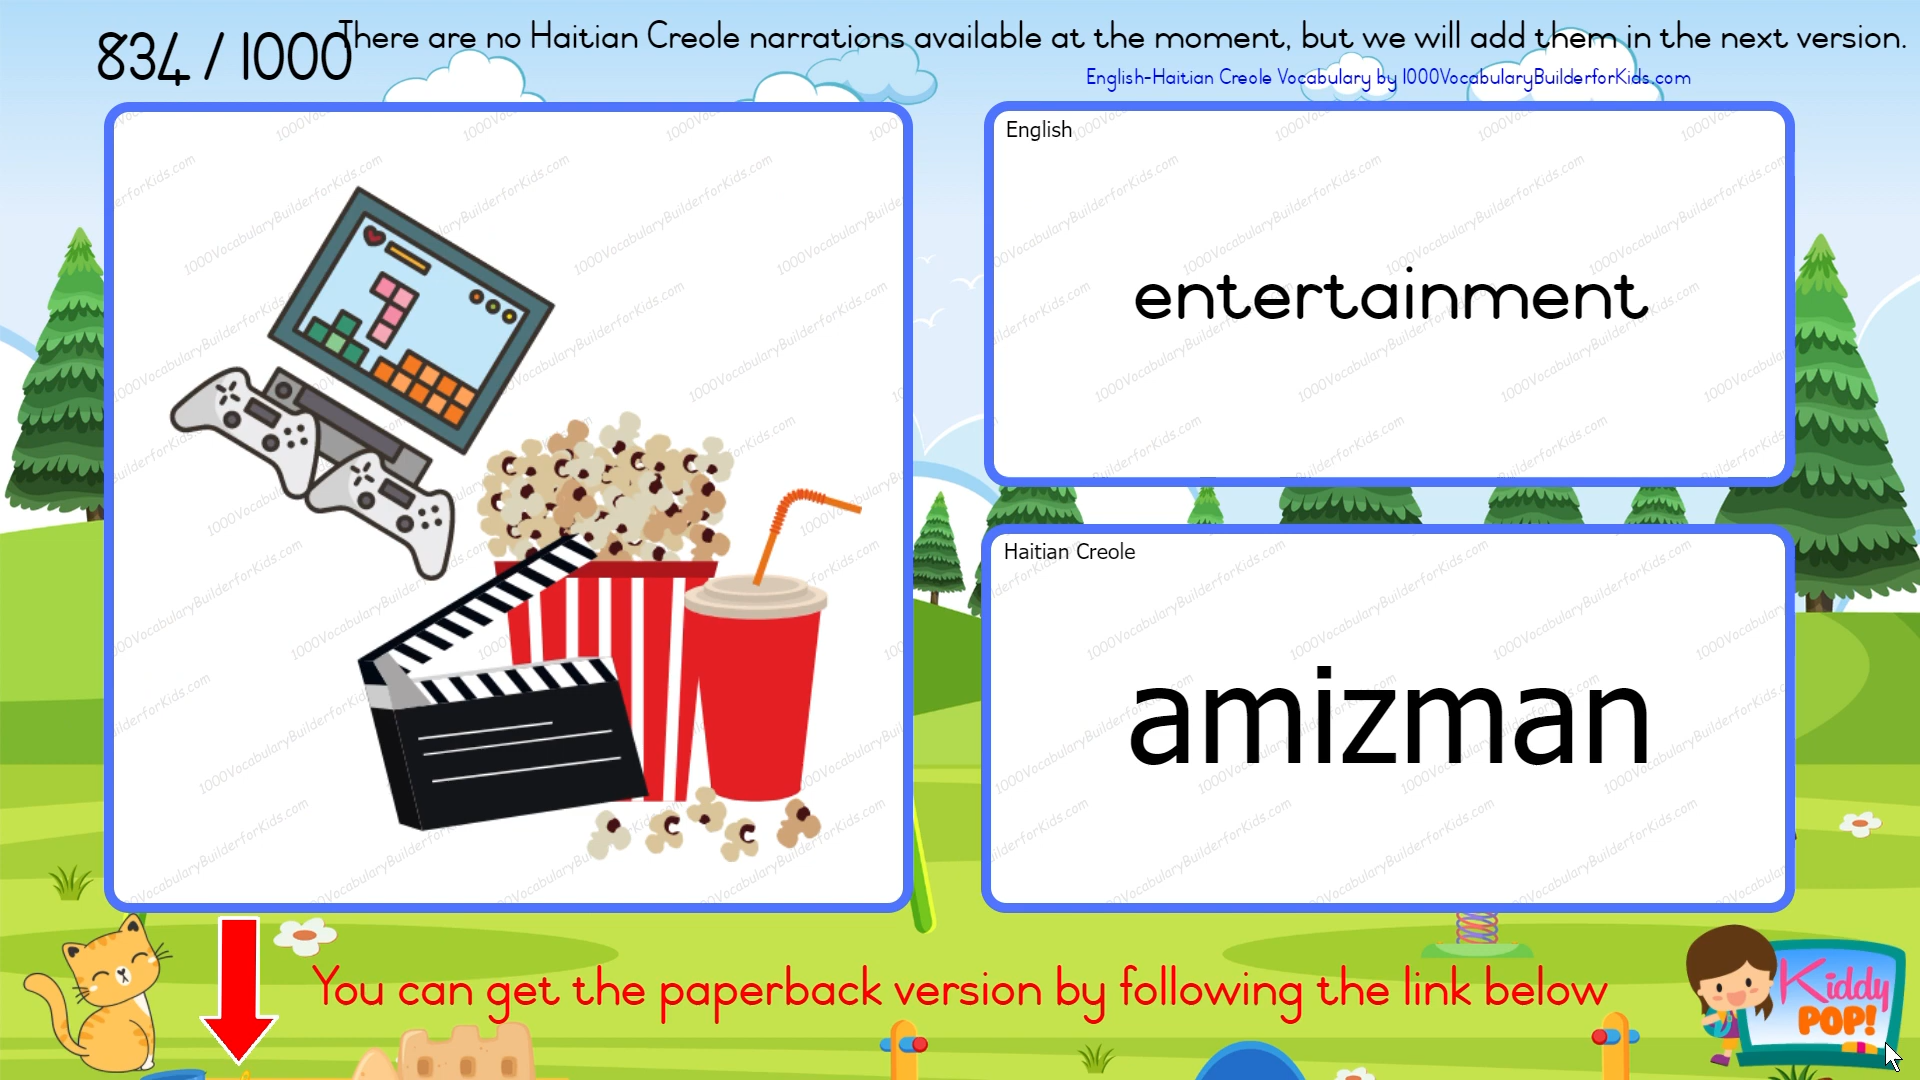 834 / 1000
There are no Haitian Creole narrations available at the moment, but we will add them in the next version.
English-Haitian Creole Vocabulary by 1000VocabularyBuilderforKids.com
English
entertainment
Haitian Creole
amizman
You can get the paperback version by following the link below
Kiddy
POP!
1000VocabularyBuilderforKids.com